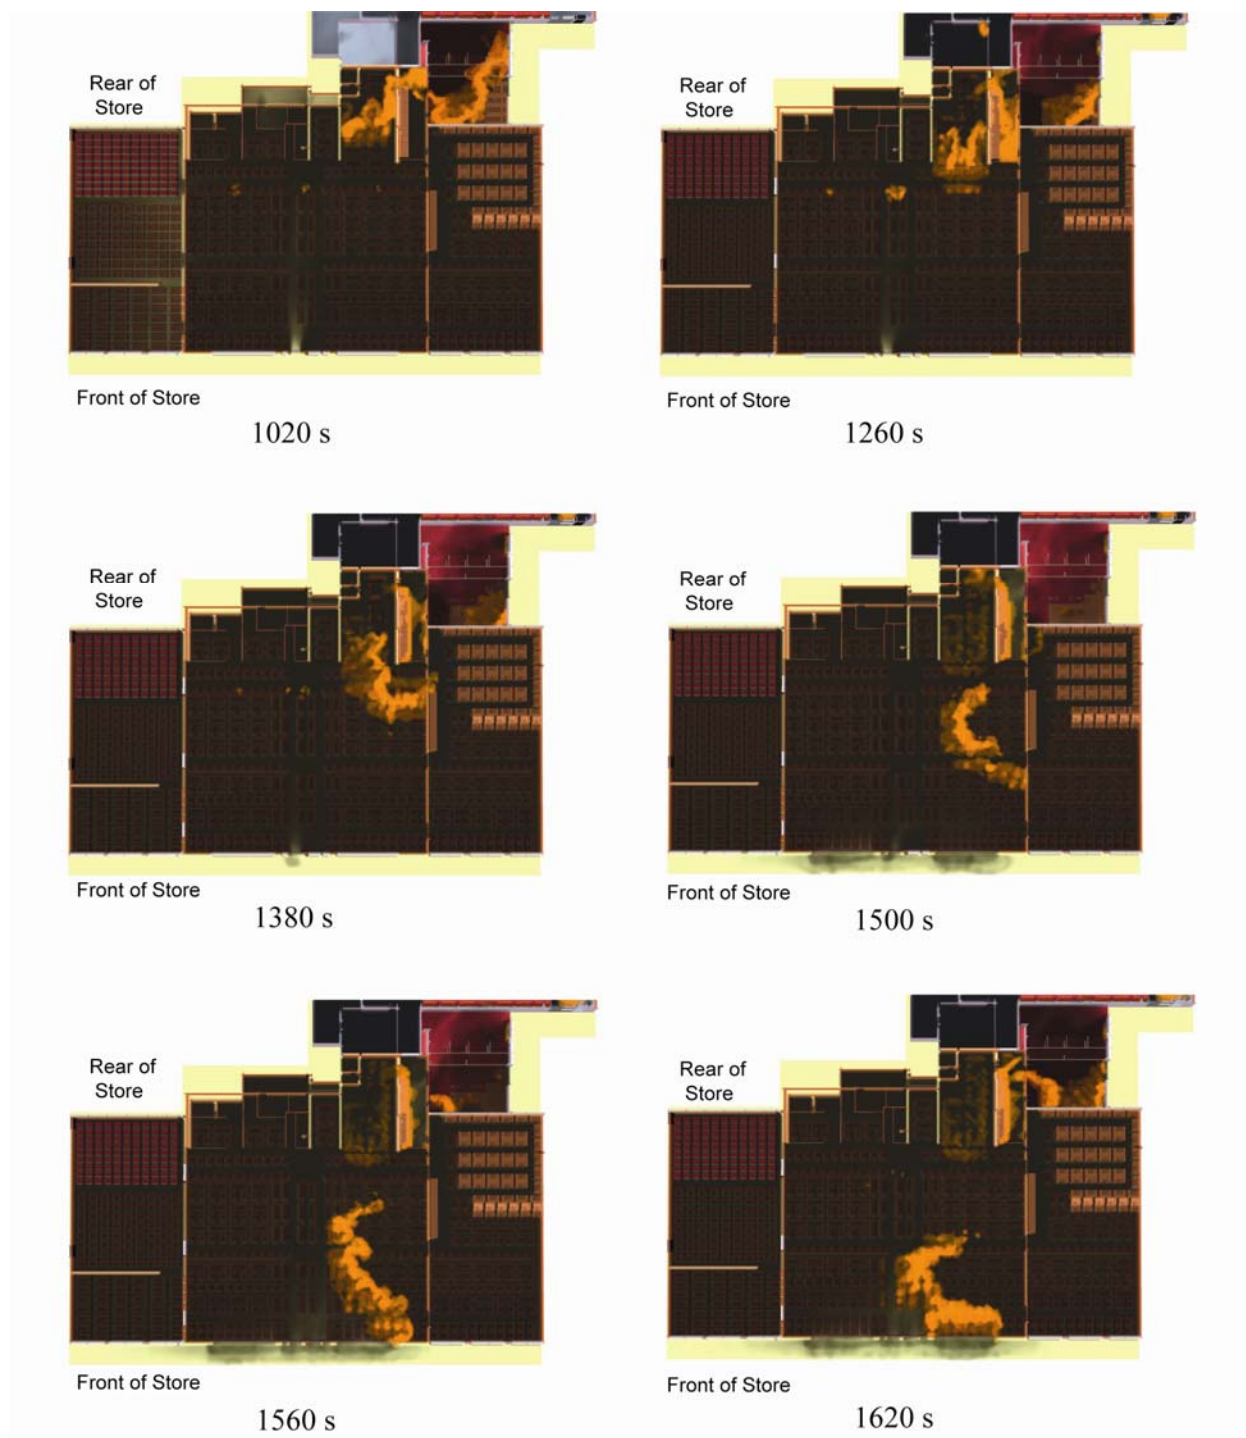 Rear of
Store
Front of Store
1020 s
Rear of
Store
Front of Store
1260 s
Rear of
Store
Front of Store
1380 s
Rear of
Store
Front of Store
1500 s
Rear of
Store
Front of Store
1560 s
Rear of
Store
Front of Store
1620 s